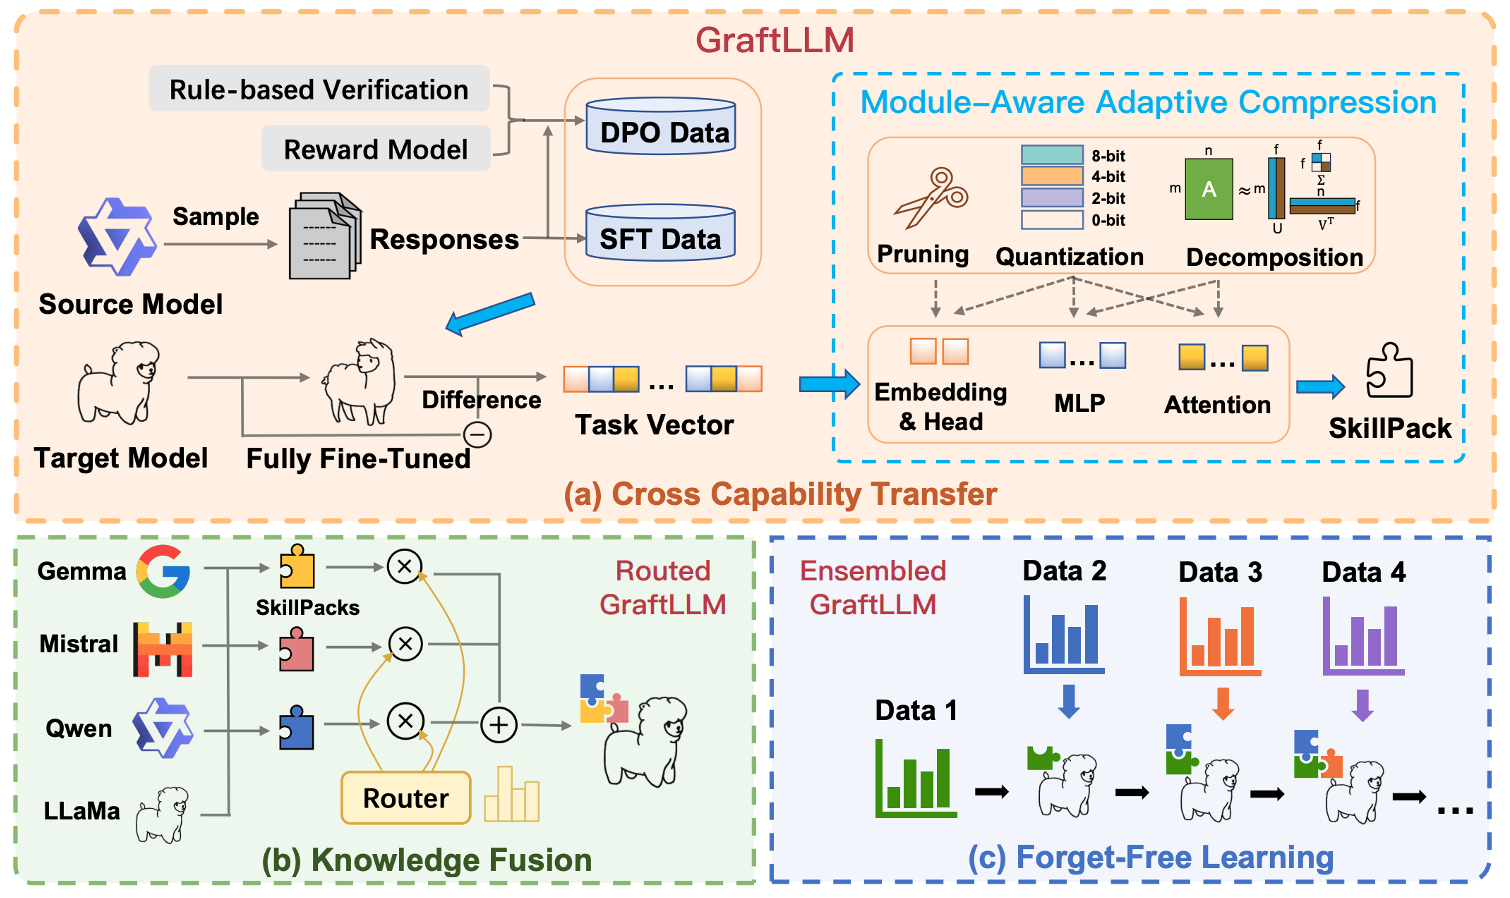 GraftLLM
Rule-based Verification
Reward Model
DPO Data
SFT Data
Sample
Responses
Source Model
Target Model
Fully Fine-Tuned
Difference
−
...
Task Vector
Module-Aware Adaptive Compression
Pruning
8-bit
4-bit
2-bit
0-bit
Quantization
n
m
A
≈
m
f
U
f
f
Σ
n
f
V^T
Decomposition
Embedding
& Head
...
MLP
...
Attention
SkillPack
(a) Cross Capability Transfer
Gemma
Mistral
Qwen
LLaMa
SkillPacks
×
×
×
+
Router
Routed
GraftLLM
(b) Knowledge Fusion
Ensembled
GraftLLM
Data 1
Data 2
Data 3
Data 4
...
(c) Forget-Free Learning